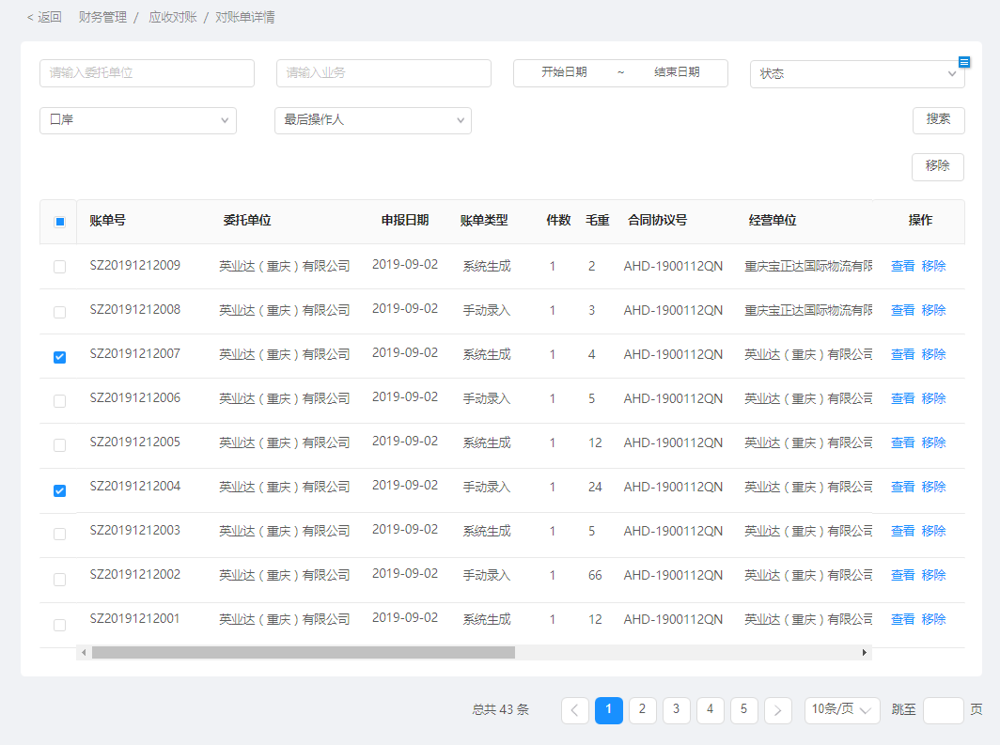 < 返回 财务管理 / 应收对账 / 对账单详情
请输入委托单位 请输入业务 开始日期 ~ 结束日期 状态
口岸 最后操作人 搜索
移除
账单号 委托单位 申报日期 账单类型 件数 毛重 合同协议号 经营单位 操作
SZ20191212009 英业达（重庆）有限公司 2019-09-02 系统生成 1 2 AHD-1900112QN 重庆宝正达国际物流有限 查看 移除
SZ20191212008 英业达（重庆）有限公司 2019-09-02 手动录入 1 3 AHD-1900112QN 重庆宝正达国际物流有限 查看 移除
SZ20191212007 英业达（重庆）有限公司 2019-09-02 系统生成 1 4 AHD-1900112QN 英业达（重庆）有限公司 查看 移除
SZ20191212006 英业达（重庆）有限公司 2019-09-02 手动录入 1 5 AHD-1900112QN 英业达（重庆）有限公司 查看 移除
SZ20191212005 英业达（重庆）有限公司 2019-09-02 系统生成 1 12 AHD-1900112QN 英业达（重庆）有限公司 查看 移除
SZ20191212004 英业达（重庆）有限公司 2019-09-02 手动录入 1 24 AHD-1900112QN 英业达（重庆）有限公司 查看 移除
SZ20191212003 英业达（重庆）有限公司 2019-09-02 系统生成 1 5 AHD-1900112QN 英业达（重庆）有限公司 查看 移除
SZ20191212002 英业达（重庆）有限公司 2019-09-02 手动录入 1 66 AHD-1900112QN 英业达（重庆）有限公司 查看 移除
SZ20191212001 英业达（重庆）有限公司 2019-09-02 系统生成 1 12 AHD-1900112QN 英业达（重庆）有限公司 查看 移除
总共 43 条 < 1 2 3 4 5 > 10条/页 跳至 页